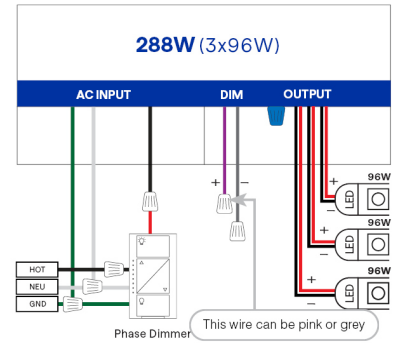 288W (3x96W)
AC INPUT
DIM
OUTPUT
+
–
96W
+
LED
–
96W
+
LED
–
96W
+
LED
–
HOT
NEU
GND
Phase Dimmer
This wire can be pink or grey